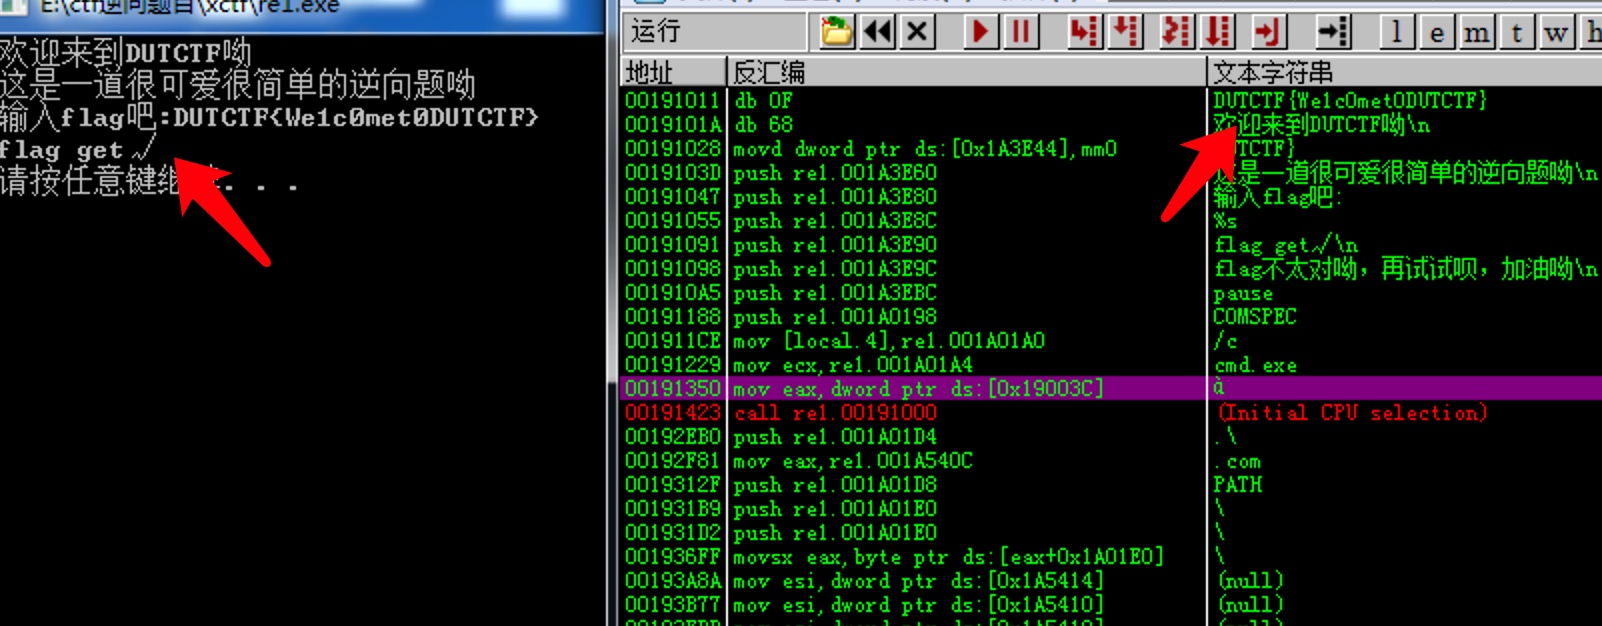 E:\ctf逆向题目\xctf\re1.exe
欢迎来到DUTCTF呦
这是一道很可爱很简单的逆向题呦
输入flag吧:DUTCTF{We1c0met0DUTCTF}
flag get√
请按任意键继 . . .
运行
l e m t w h
地址 反汇编 文本字符串
00191011 db 0F DUTCTF{We1c0met0DUTCTF}
0019101A db 68 欢迎来到DUTCTF呦\n
00191028 movd dword ptr ds:[0x1A3E44],mm0 TCTF}
0019103D push re1.001A3E60 这是一道很可爱很简单的逆向题呦\n
00191047 push re1.001A3E80 输入flag吧:
00191055 push re1.001A3E8C %s
00191091 push re1.001A3E90 flag get√\n
00191098 push re1.001A3E9C flag不太对呦，再试试呗，加油呦\n
001910A5 push re1.001A3EBC pause
00191188 push re1.001A0198 COMSPEC
001911CE mov [local.4],re1.001A01A0 /c
00191229 mov ecx,re1.001A01A4 cmd.exe
00191350 mov eax,dword ptr ds:[0x19003C] à
00191423 call re1.00191000 (Initial CPU selection)
00192EB0 push re1.001A01D4 .\
00192F81 mov eax,re1.001A540C .com
0019312F push re1.001A01D8 PATH
001931B9 push re1.001A01E0 \
001931D2 push re1.001A01E0 \
001936FF movsx eax,byte ptr ds:[eax+0x1A01E0] \
00193A8A mov esi,dword ptr ds:[0x1A5414] (null)
00193B77 mov esi,dword ptr ds:[0x1A5410] (null)